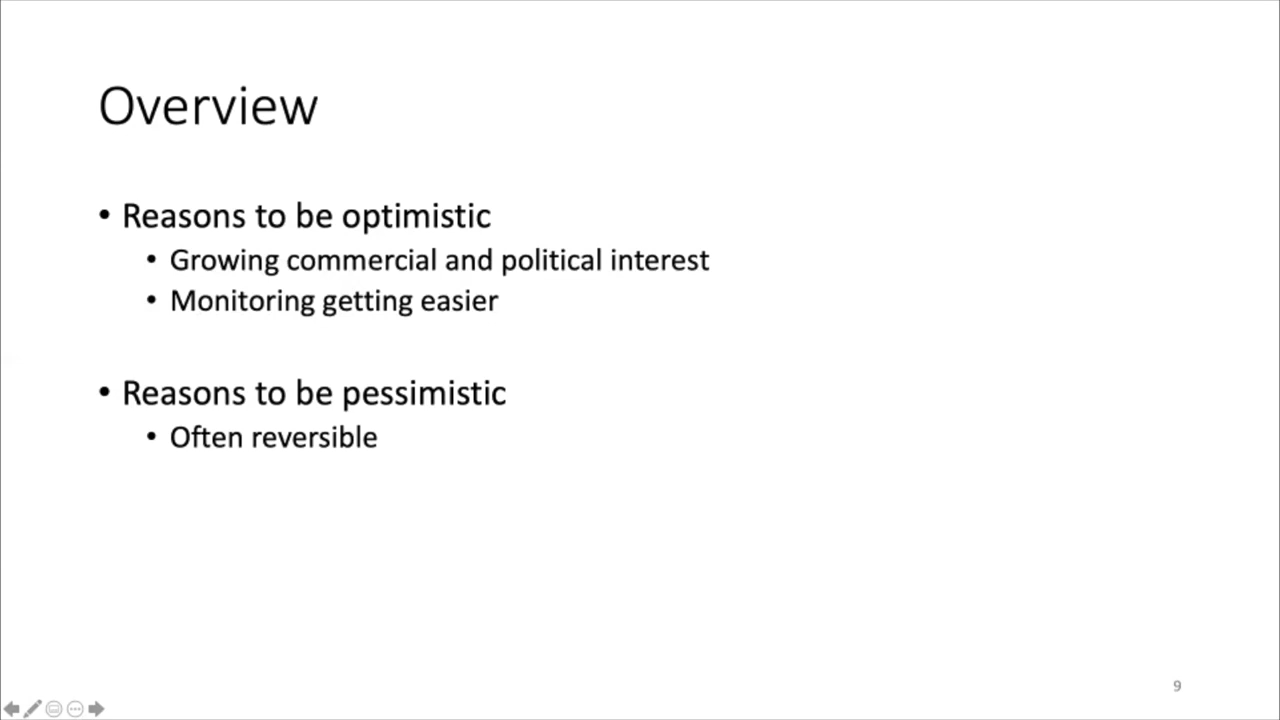 Overview
• Reasons to be optimistic
• Growing commercial and political interest
• Monitoring getting easier
• Reasons to be pessimistic
• Often reversible
9